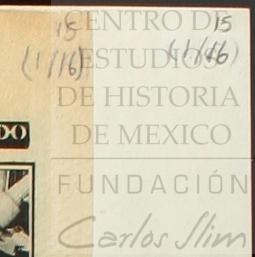 15 15
(1/16) (1/16)
CENTRO DE
ESTUDIOS
DE HISTORIA
DE MEXICO
DO
FUNDACIÓN
Carlos Slim